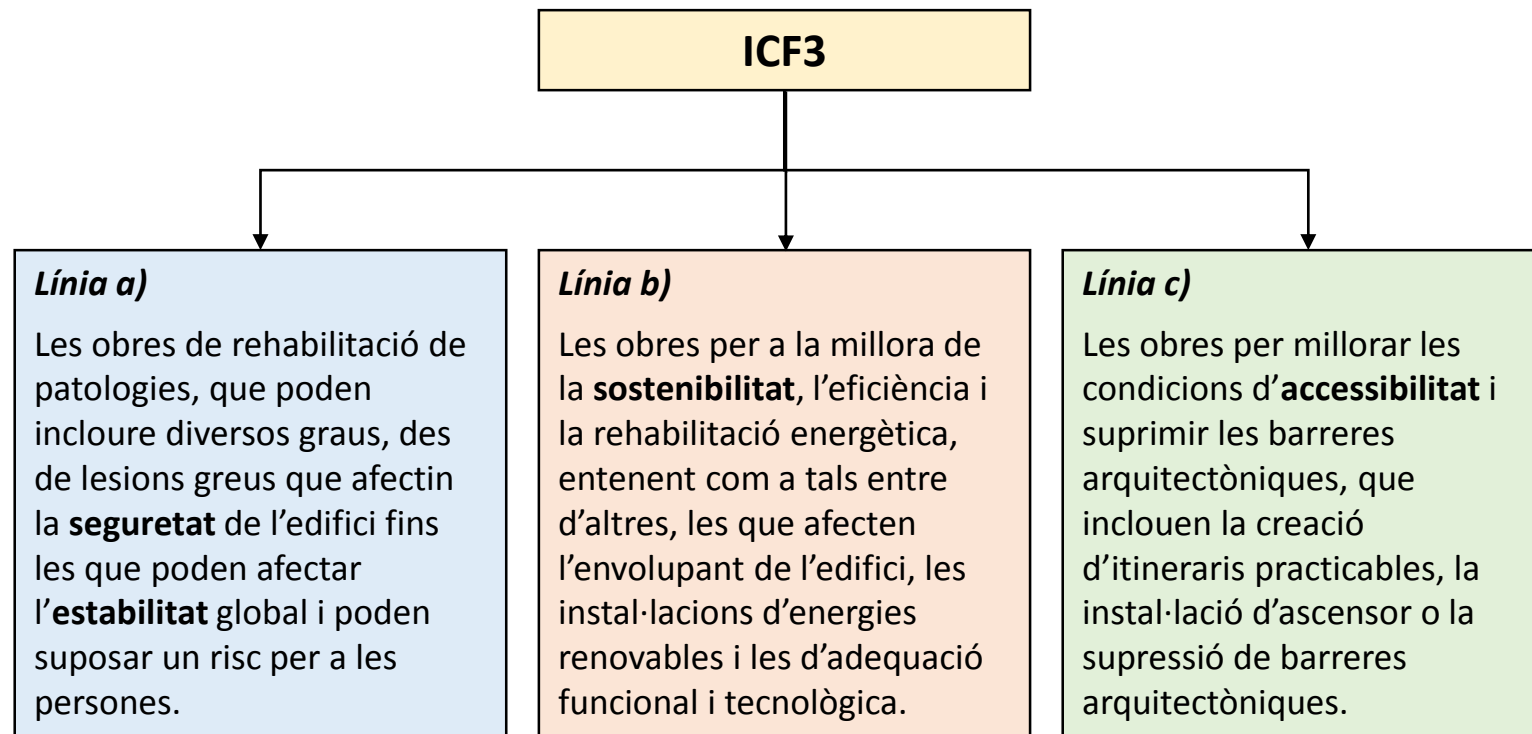 ICF3
Línia a)
Les obres de rehabilitació de
patologies, que poden
incloure diversos graus, des
de lesions greus que afectin
la seguretat de l’edifici fins
les que poden afectar
l’estabilitat global i poden
suposar un risc per a les
persones.
Línia b)
Les obres per a la millora de
la sostenibilitat, l’eficiència i
la rehabilitació energètica,
entenent com a tals entre
d’altres, les que afecten
l’envolupant de l’edifici, les
instal·lacions d’energies
renovables i les d’adequació
funcional i tecnològica.
Línia c)
Les obres per millorar les
condicions d’accessibilitat i
suprimir les barreres
arquitectòniques, que
inclouen la creació
d’itineraris practicables, la
instal·lació d’ascensor o la
supressió de barreres
arquitectòniques.